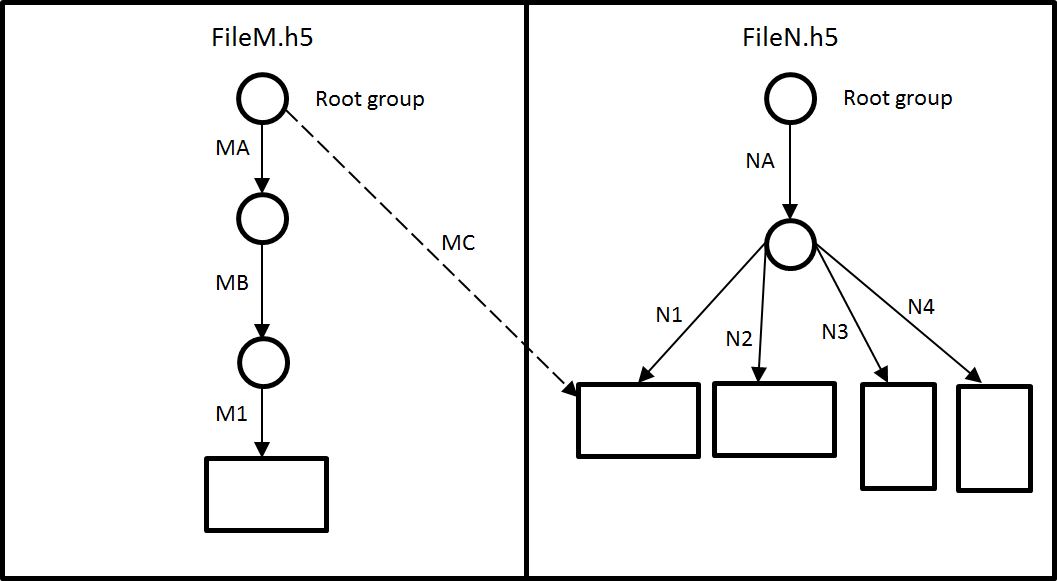 FileM.h5
Root group
MA
MB
M1
MC
FileN.h5
Root group
NA
N1
N2
N3
N4